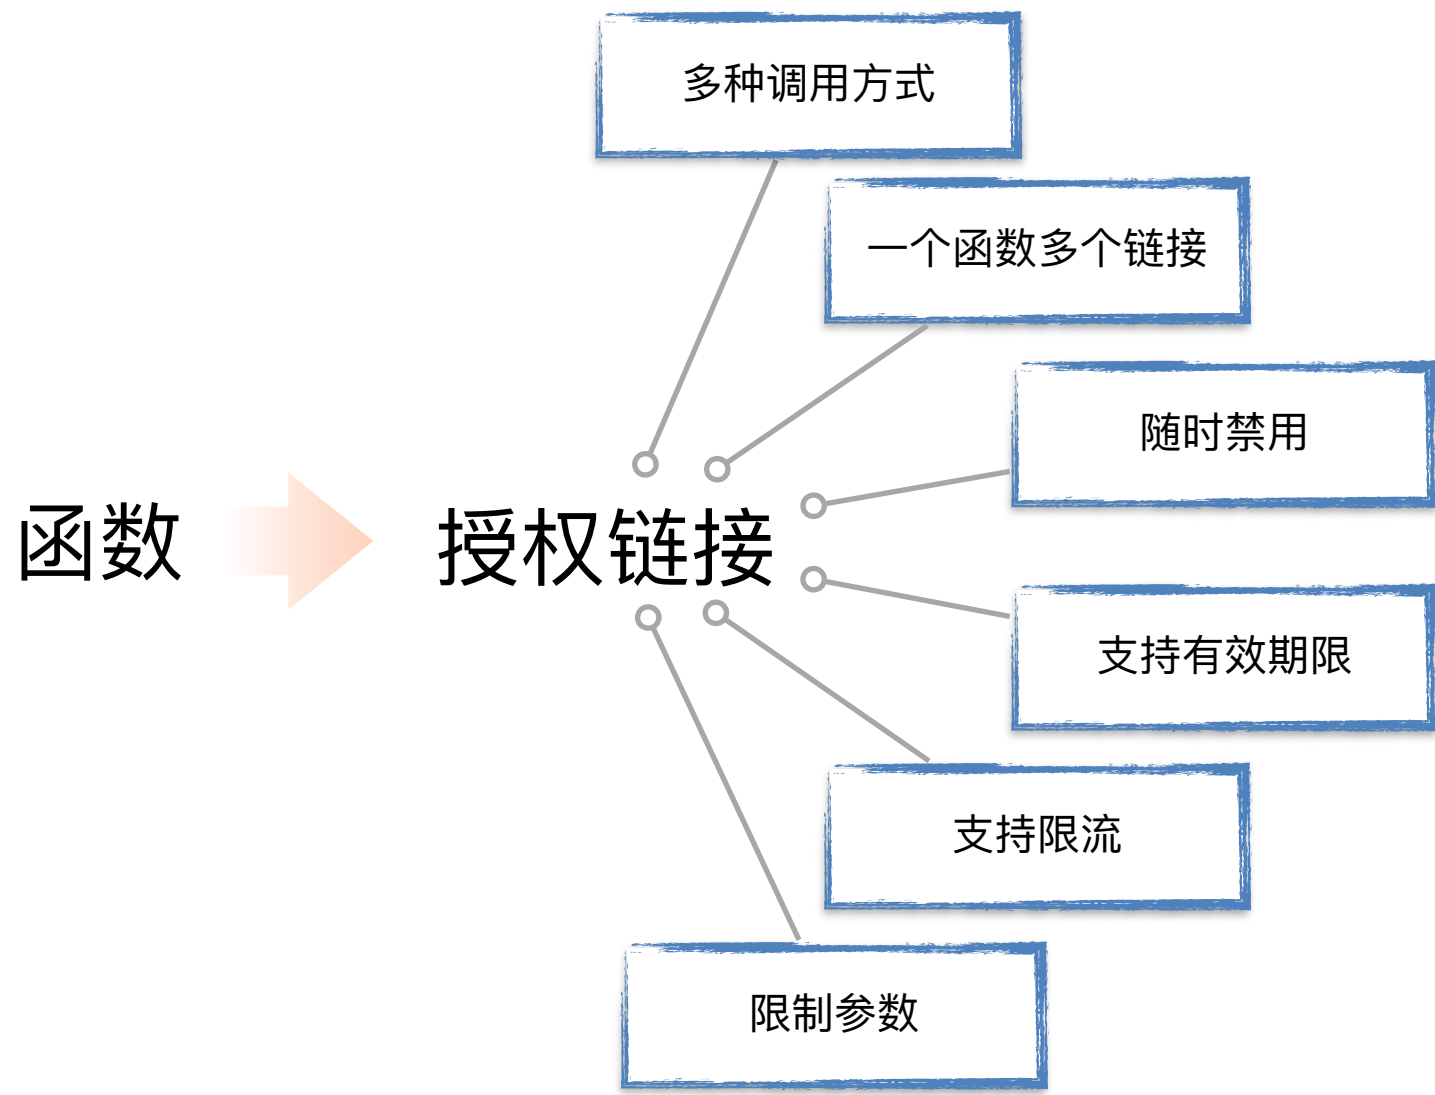 多种调用方式
一个函数多个链接
随时禁用
函数
授权链接
支持有效期限
支持限流
限制参数